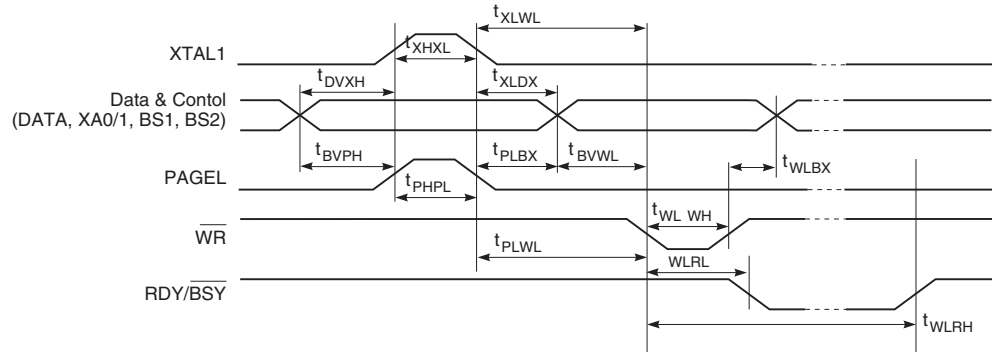 tXLWL
XTAL1
tXHXL
tDVXH
tXLDX
Data & Contol
(DATA, XA0/1, BS1, BS2)
tBVPH
tPLBX
tBVWL
tWLBX
PAGEL
tPHPL
WR
tWL WH
tPLWL
WLRL
RDY/BSY
tWLRH